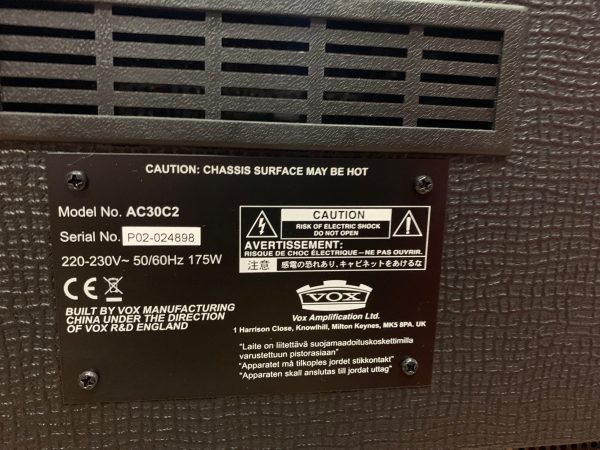 CAUTION: CHASSIS SURFACE MAY BE HOT
Model No. AC30C2
Serial No. P02-024898
220-230V~ 50/60Hz 175W
CE
BUILT BY VOX MANUFACTURING
CHINA UNDER THE DIRECTION
OF VOX R&D ENGLAND
CAUTION
RISK OF ELECTRIC SHOCK
DO NOT OPEN
AVERTISSEMENT:
RISQUE DE CHOC ÉLECTRIQUE—NE PAS OUVRIR.
注意 感電の恐れあり、キャビネットをあけるな
VOX
Vox Amplification Ltd.
1 Harrison Close, Knowlhill, Milton Keynes, MK5 8PA. UK
"Laite on liitettävä suojamaadoituskoskettimilla
varustettuun pistorasiaan"
"Apparatet må tilkoples jordet stikkontakt"
"Apparaten skall anslutas till jordat uttag"